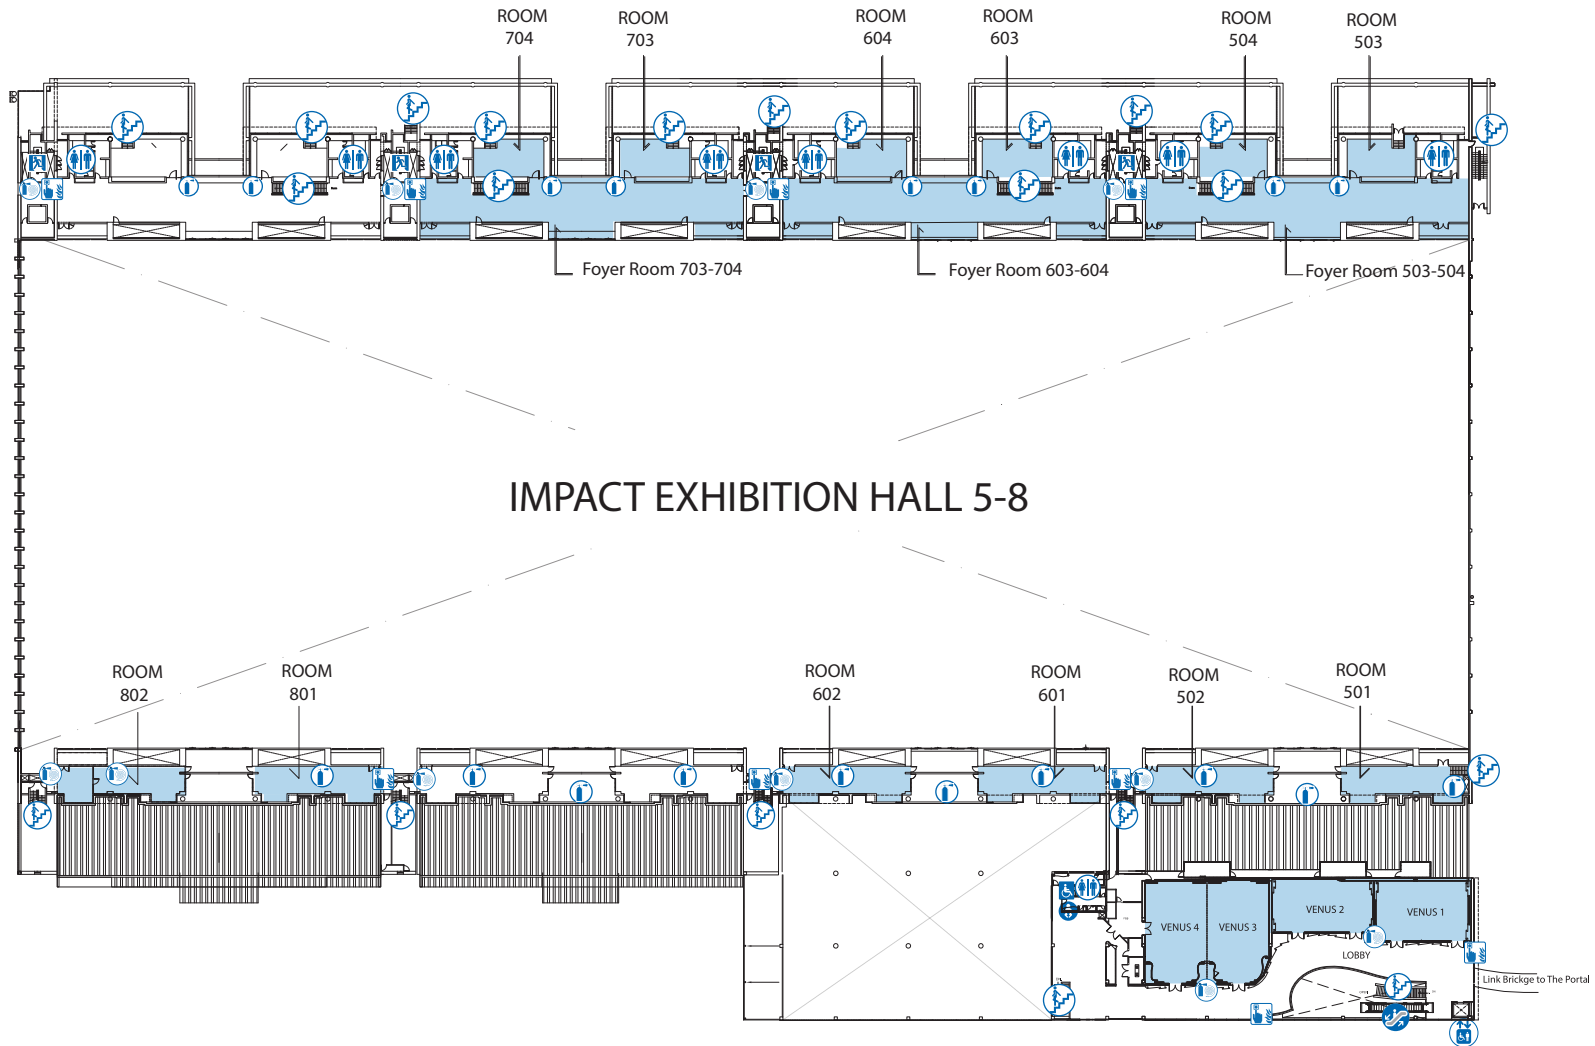 ROOM
704
ROOM
703
ROOM
604
ROOM
603
ROOM
504
ROOM
503
Foyer Room 703-704
Foyer Room 603-604
Foyer Room 503-504
IMPACT EXHIBITION HALL 5-8
ROOM
802
ROOM
801
ROOM
602
ROOM
601
ROOM
502
ROOM
501
VENUS 4
VENUS 3
VENUS 2
VENUS 1
LOBBY
Link Brickge to The Portal